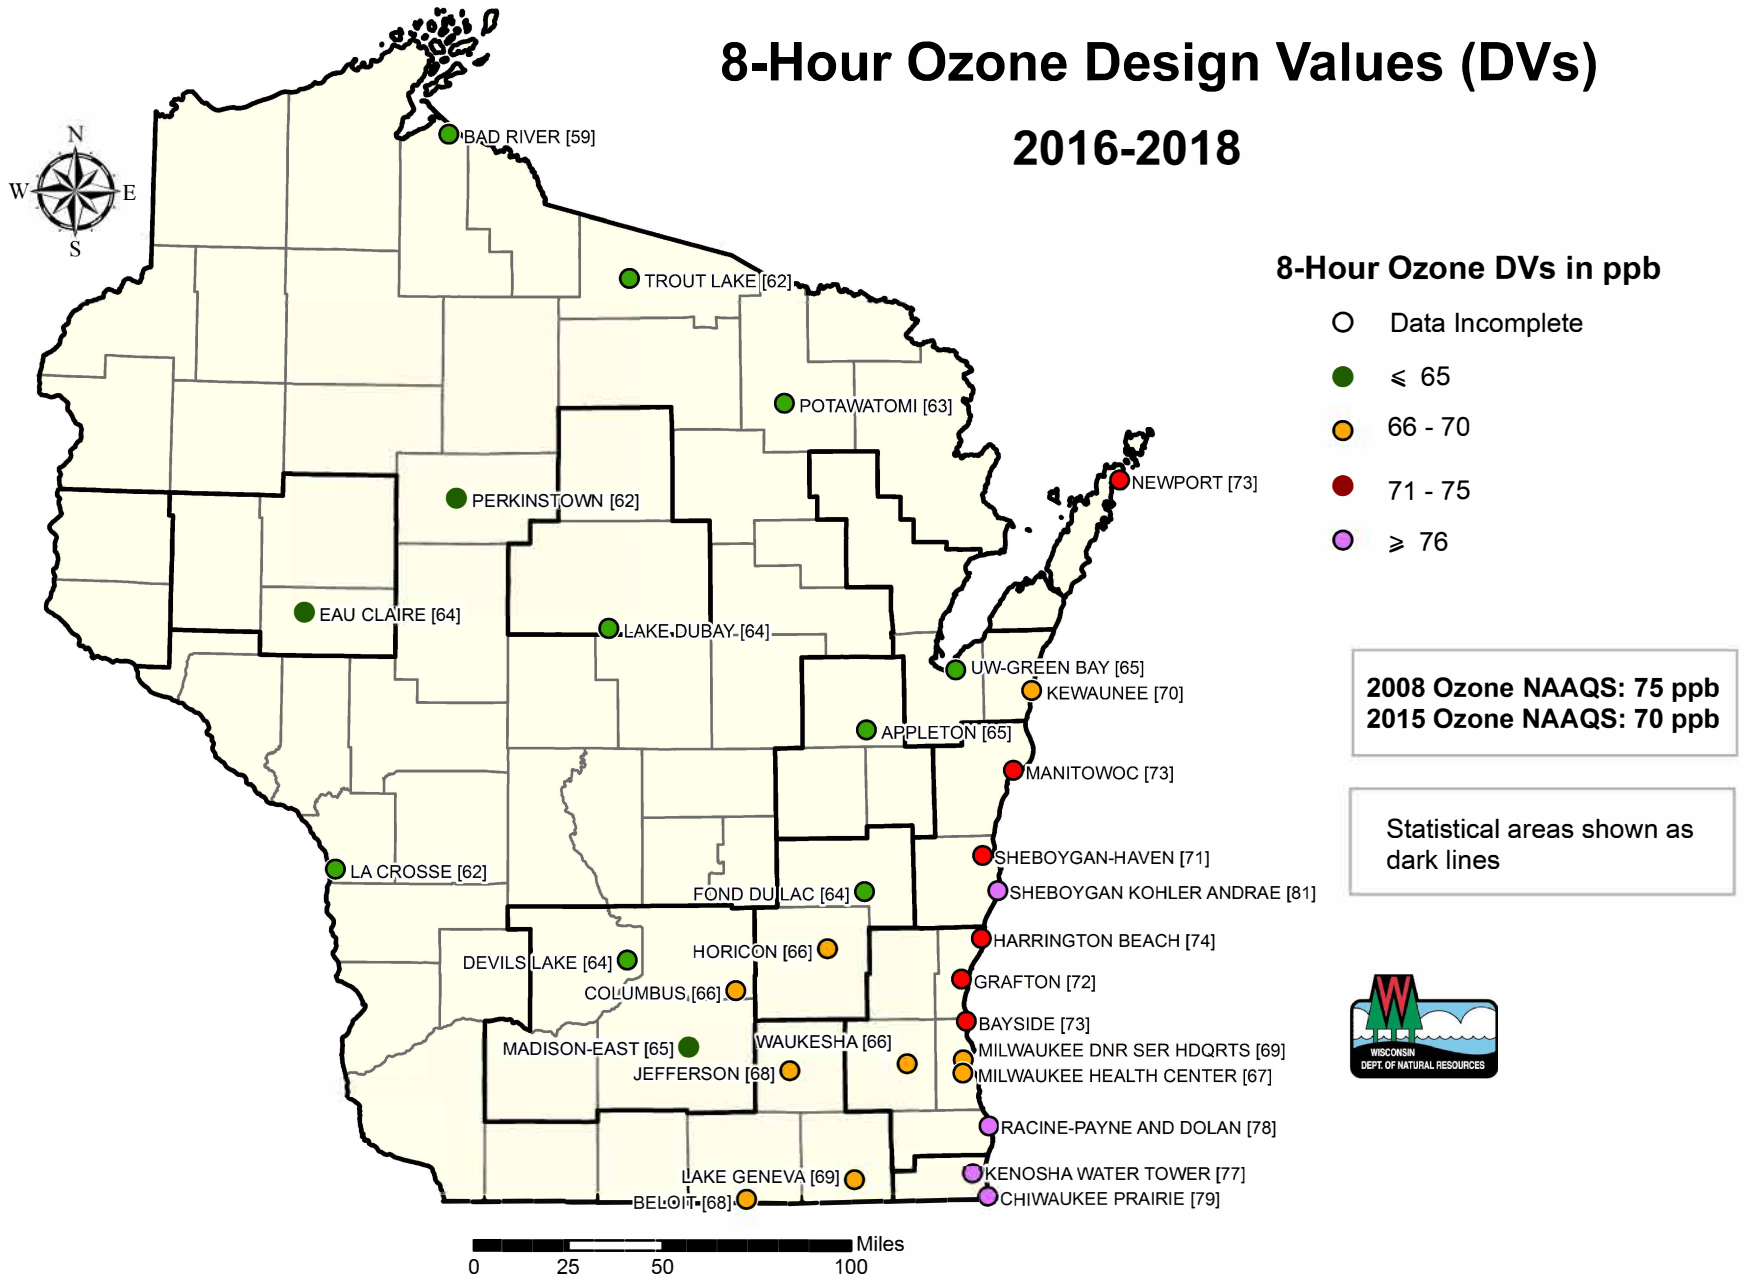 8-Hour Ozone Design Values (DVs)
2016-2018
N
W E
S
BAD RIVER [59]
TROUT LAKE [62]
8-Hour Ozone DVs in ppb
Data Incomplete
⩽ 65
66 - 70
71 - 75
⩾ 76
POTAWATOMI [63]
NEWPORT [73]
PERKINSTOWN [62]
EAU CLAIRE [64]
LAKE DUBAY [64]
UW-GREEN BAY [65]
KEWAUNEE [70]
2008 Ozone NAAQS: 75 ppb
2015 Ozone NAAQS: 70 ppb
APPLETON [65]
MANITOWOC [73]
Statistical areas shown as
dark lines
SHEBOYGAN-HAVEN [71]
LA CROSSE [62]
FOND DU LAC [64]
SHEBOYGAN KOHLER ANDRAE [81]
HARRINGTON BEACH [74]
HORICON [66]
DEVILS LAKE [64]
GRAFTON [72]
COLUMBUS [66]
BAYSIDE [73]
WAUKESHA [66]
MADISON-EAST [65]
MILWAUKEE DNR SER HDQRTS [69]
JEFFERSON [68]
MILWAUKEE HEALTH CENTER [67]
W
WISCONSIN
DEPT. OF NATURAL RESOURCES
RACINE-PAYNE AND DOLAN [78]
LAKE GENEVA [69]
KENOSHA WATER TOWER [77]
BELOIT [68]
CHIWAUKEE PRAIRIE [79]
Miles
0 25 50 100